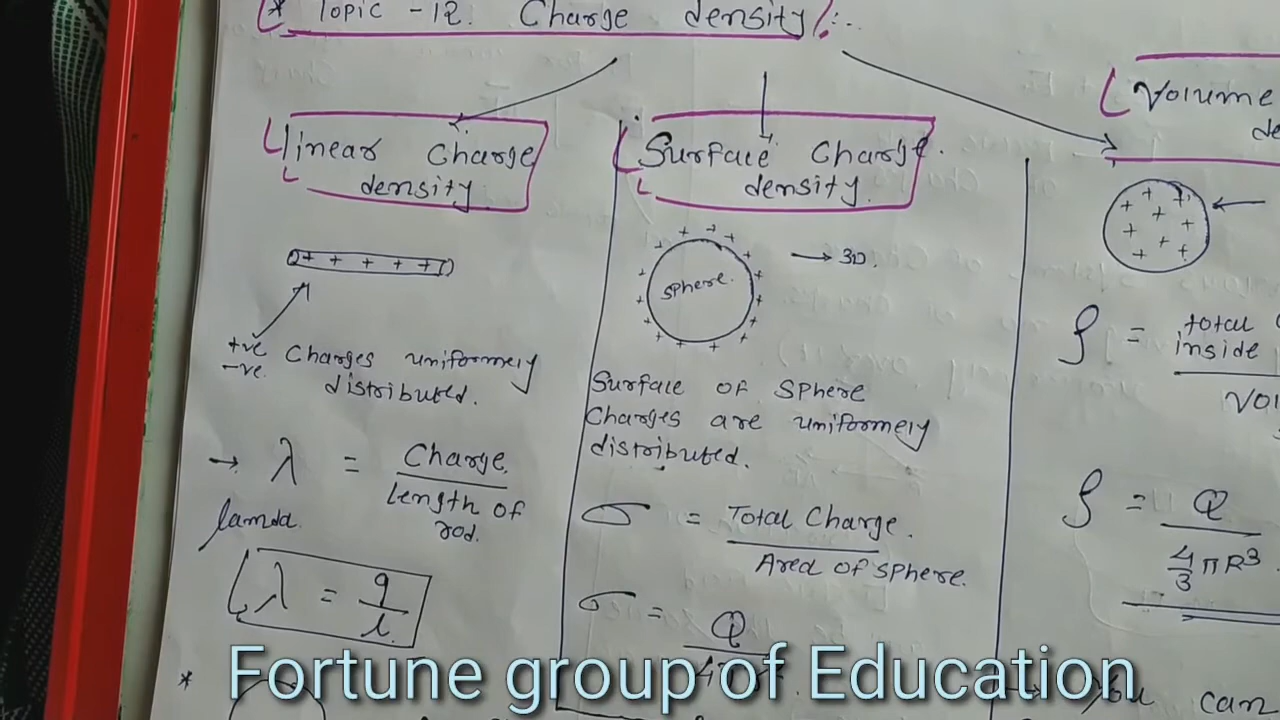 * Topic - 12. Charge density
linear Charge
density.
+ + + + +
+ve Charges uniformely
-ve. distributed.
→ λ = Charge.
Length of
rod.
lamda.
λ = q
l.
*
Surface Charge.
density.
Sphere.
→ 3D.
Surface of Sphere
Charges are uniformely
distributed.
σ = Total Charge.
Area of sphere.
σ = Q
Volume
ρ = total
inside
ρ = Q
4/3 πR³.
You can
Fortune group of Education